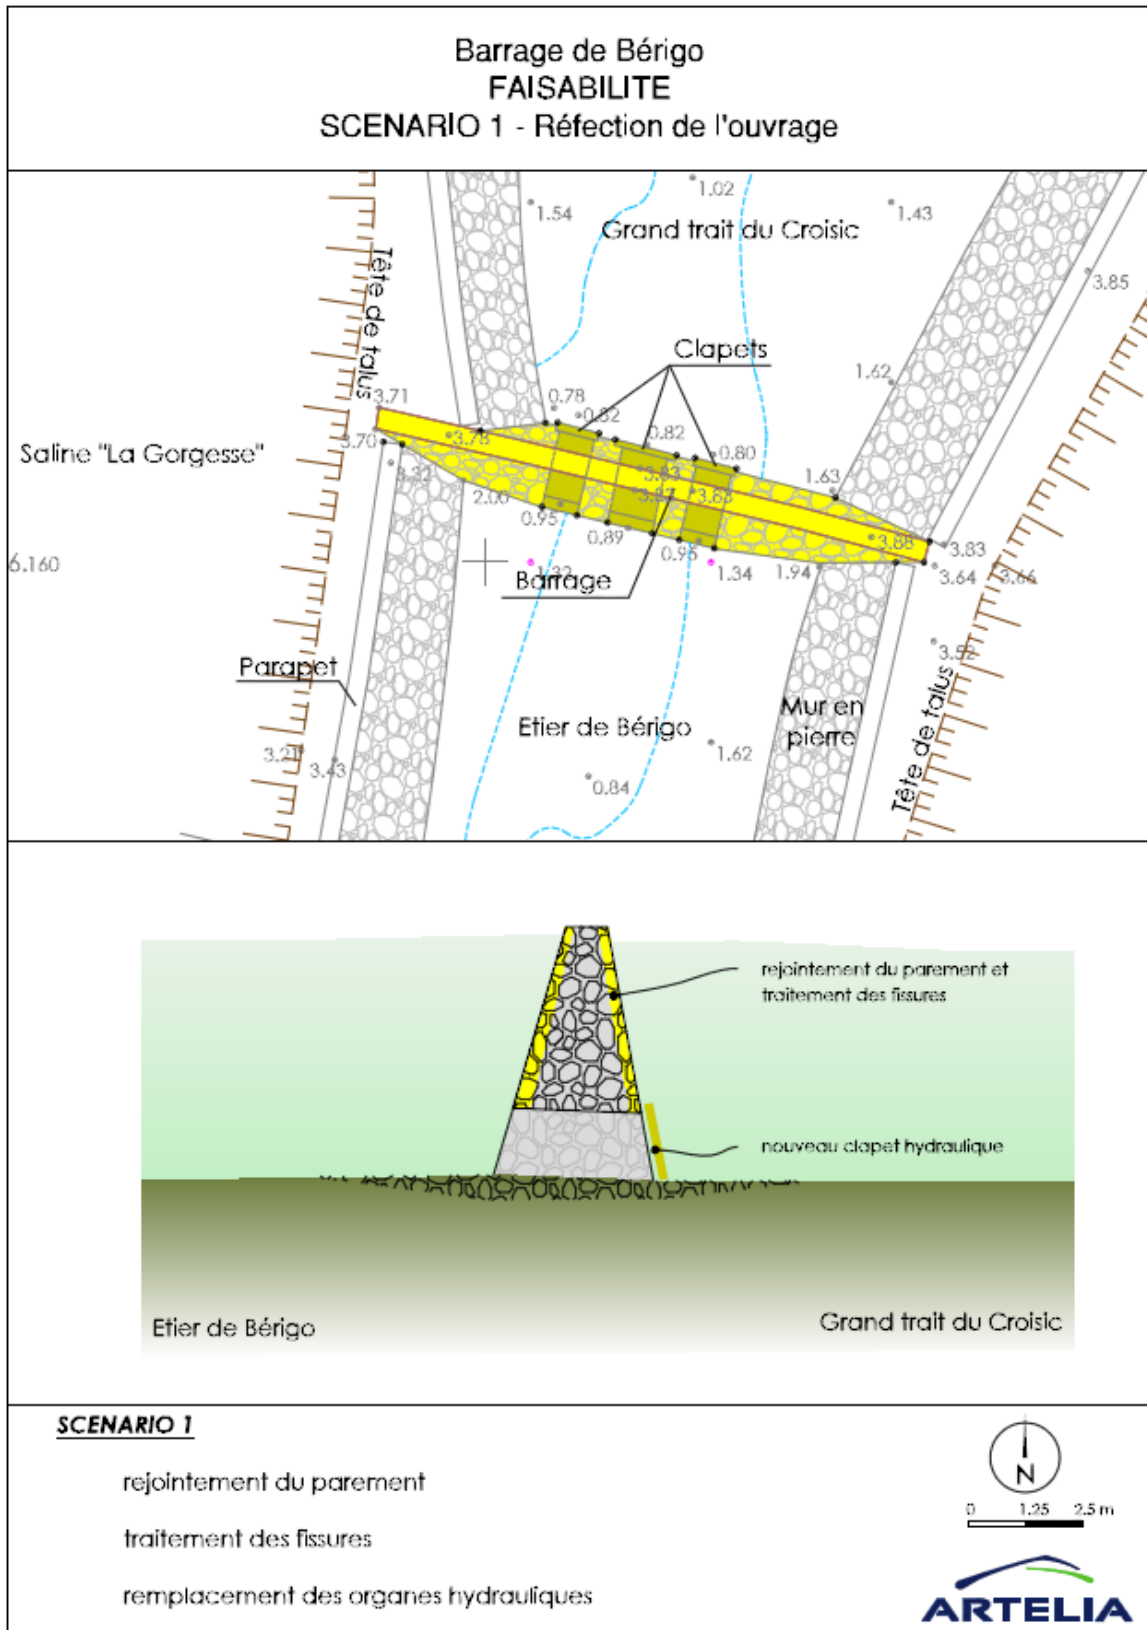 Barrage de Bérigo
FAISABILITE
SCENARIO 1 - Réfection de l'ouvrage
1.02
1.54
1.43
Grand trait du Croisic
Tête de talus
3.85
Clapets
1.62
3.71
0.78
0.82
0.82
3.70
3.78
0.80
Saline "La Gorgesse"
3.32
3.83
1.63
2.00
3.83
0.95
0.89
0.95
3.88
3.83
6.160
1.32
1.34
1.94
3.64
3.66
Barrage
3.52
Parapet
Etier de Bérigo
Mur en
pierre
Tête de talus
3.21
3.43
1.62
0.84
rejointement du parement et
traitement des fissures
nouveau clapet hydraulique
Etier de Bérigo
Grand trait du Croisic
SCENARIO 1
rejointement du parement
traitement des fissures
remplacement des organes hydrauliques
N
0 1.25 2.5 m
ARTELIA